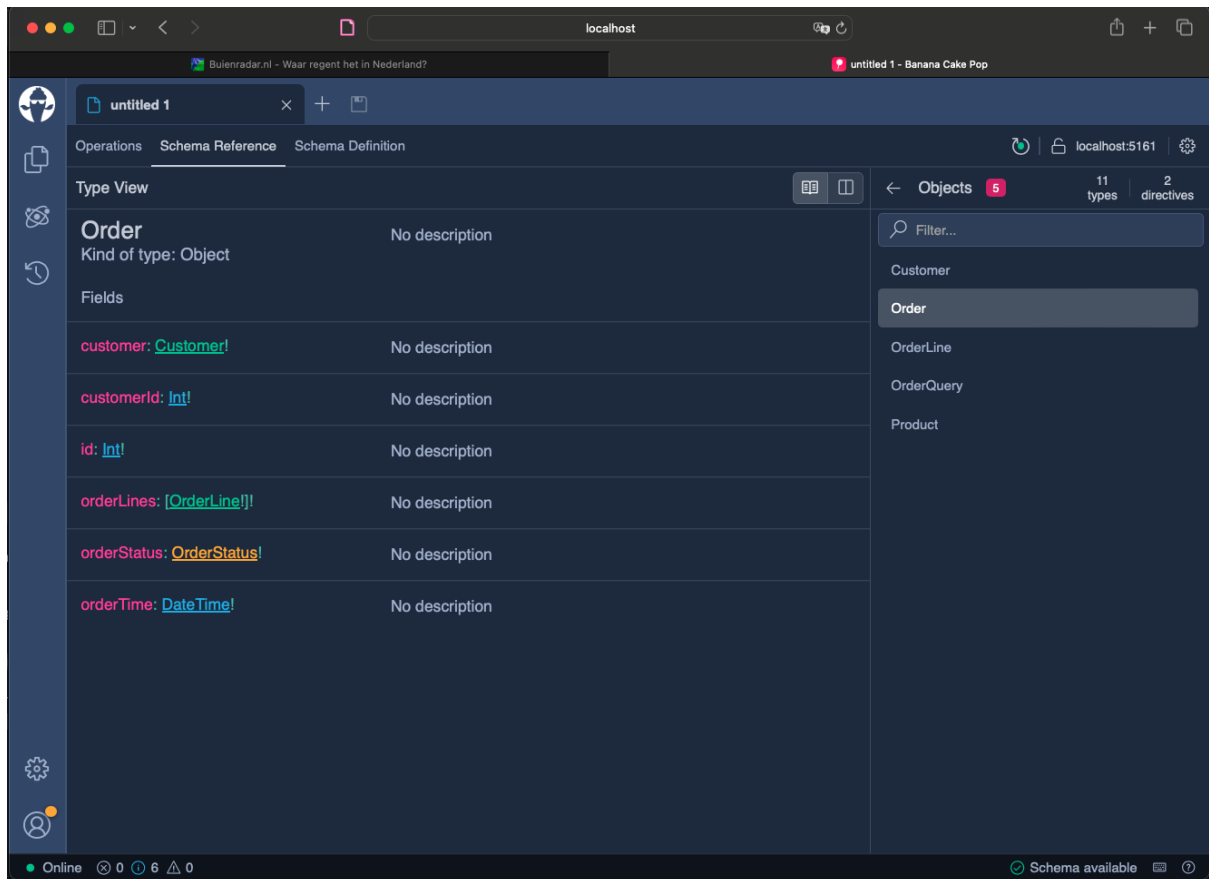 localhost
Buienradar.nl - Waar regent het in Nederland?
untitled 1 - Banana Cake Pop
untitled 1
Operations Schema Reference Schema Definition
localhost:5161
Type View
Objects 5
11 types
2 directives
Order
Kind of type: Object
No description
Filter...
Fields
customer: Customer!
No description
customerId: Int!
No description
id: Int!
No description
orderLines: [OrderLine!]!
No description
orderStatus: OrderStatus!
No description
orderTime: DateTime!
No description
Customer
Order
OrderLine
OrderQuery
Product
Online 0 6 0
Schema available